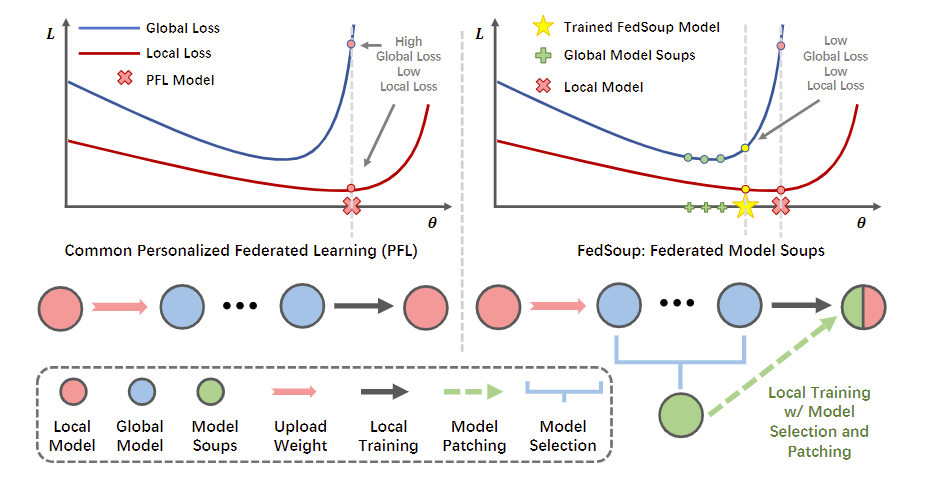 L
Global Loss
Local Loss
PFL Model
High
Global Loss
Low
Local Loss
θ
Common Personalized Federated Learning (PFL)
L
Trained FedSoup Model
Global Model Soups
Local Model
Low
Global Loss
Low
Local Loss
θ
FedSoup: Federated Model Soups
Local Training
w/ Model
Selection and
Patching
Local
Model
Global
Model
Model
Soups
Upload
Weight
Local
Training
Model
Patching
Model
Selection